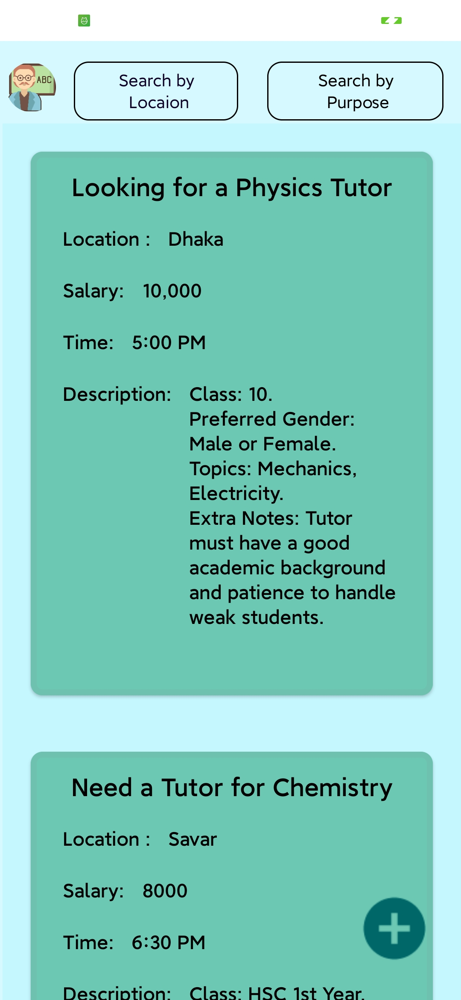 ABC
Search by
Locaion
Search by
Purpose
Looking for a Physics Tutor
Location : Dhaka
Salary: 10,000
Time: 5:00 PM
Description: Class: 10.
Preferred Gender:
Male or Female.
Topics: Mechanics,
Electricity.
Extra Notes: Tutor
must have a good
academic background
and patience to handle
weak students.
Need a Tutor for Chemistry
Location : Savar
Salary: 8000
Time: 6:30 PM
Description: Class: HSC 1st Year.